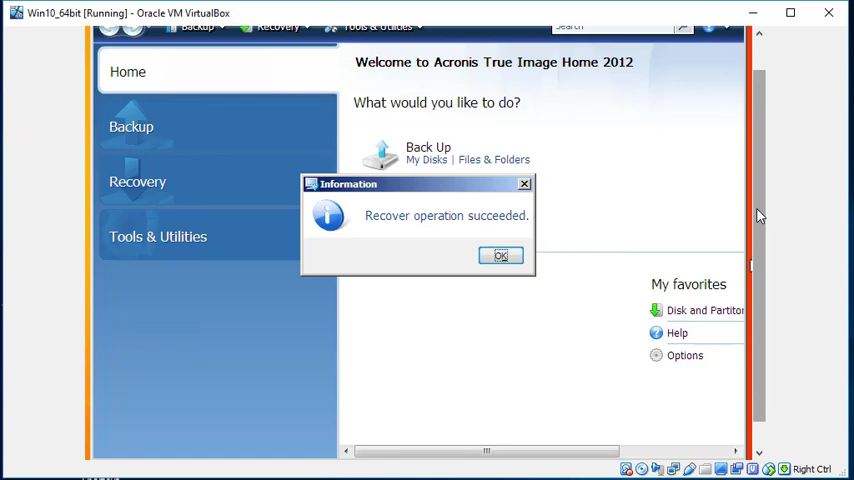 Win10_64bit [Running] - Oracle VM VirtualBox
Backup Recovery Tools & Utilities Search
Home
Welcome to Acronis True Image Home 2012
What would you like to do?
Backup
Back Up
My Disks | Files & Folders
Recovery
Information
Recover operation succeeded.
OK
Tools & Utilities
My favorites
Disk and Partitor
Help
Options
Right Ctrl